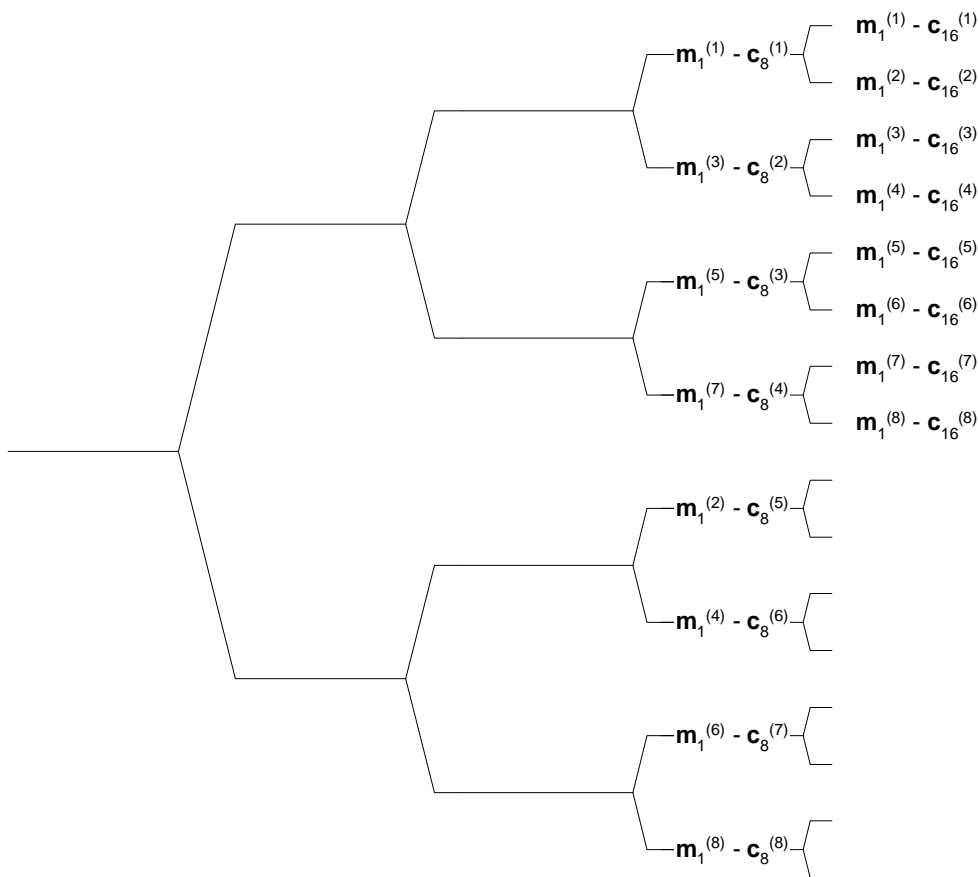 m₁⁽¹⁾ - c₈⁽¹⁾
m₁⁽³⁾ - c₈⁽²⁾
m₁⁽⁵⁾ - c₈⁽³⁾
m₁⁽⁷⁾ - c₈⁽⁴⁾
m₁⁽²⁾ - c₈⁽⁵⁾
m₁⁽⁴⁾ - c₈⁽⁶⁾
m₁⁽⁶⁾ - c₈⁽⁷⁾
m₁⁽⁸⁾ - c₈⁽⁸⁾
m₁⁽¹⁾ - c₁₆⁽¹⁾
m₁⁽²⁾ - c₁₆⁽²⁾
m₁⁽³⁾ - c₁₆⁽³⁾
m₁⁽⁴⁾ - c₁₆⁽⁴⁾
m₁⁽⁵⁾ - c₁₆⁽⁵⁾
m₁⁽⁶⁾ - c₁₆⁽⁶⁾
m₁⁽⁷⁾ - c₁₆⁽⁷⁾
m₁⁽⁸⁾ - c₁₆⁽⁸⁾